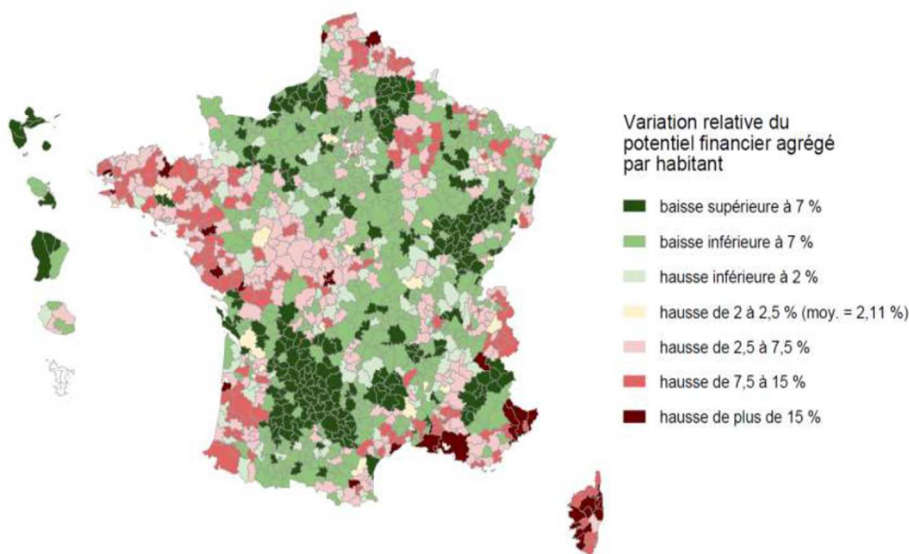 Variation relative du
potentiel financier agrégé
par habitant
baisse supérieure à 7 %
baisse inférieure à 7 %
hausse inférieure à 2 %
hausse de 2 à 2,5 % (moy. = 2,11 %)
hausse de 2,5 à 7,5 %
hausse de 7,5 à 15 %
hausse de plus de 15 %